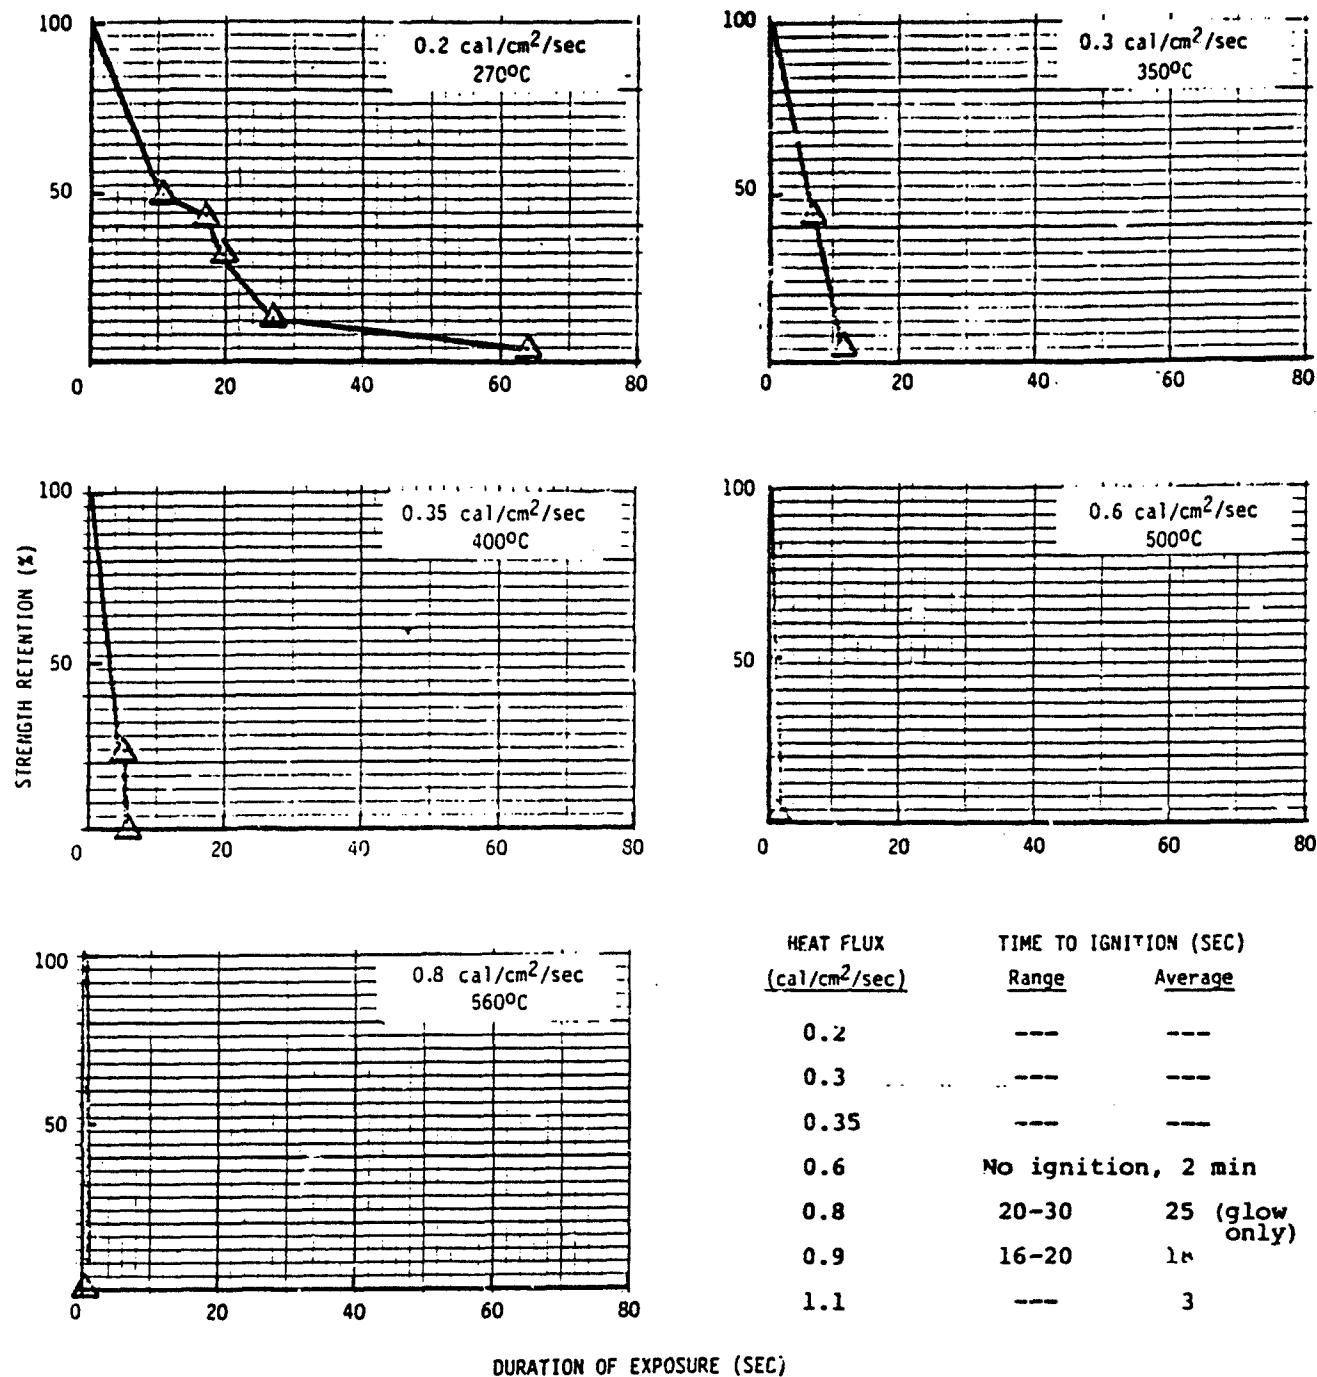 100
0.2 cal/cm²/sec
270°C
50
0 20 40 60 80
100
0.3 cal/cm²/sec
350°C
50
0 20 40 60 80
STRENGTH RETENTION (%)
100
0.35 cal/cm²/sec
400°C
50
0 20 40 60 80
100
0.6 cal/cm²/sec
500°C
50
0 20 40 60 80
100
0.8 cal/cm²/sec
560°C
50
0 20 40 60 80
DURATION OF EXPOSURE (SEC)
HEAT FLUX TIME TO IGNITION (SEC)
(cal/cm²/sec) Range Average
0.2 --- ---
0.3 --- ---
0.35 --- ---
0.6 No ignition, 2 min
0.8 20-30 25 (glow
only)
0.9 16-20
1.1 --- 3